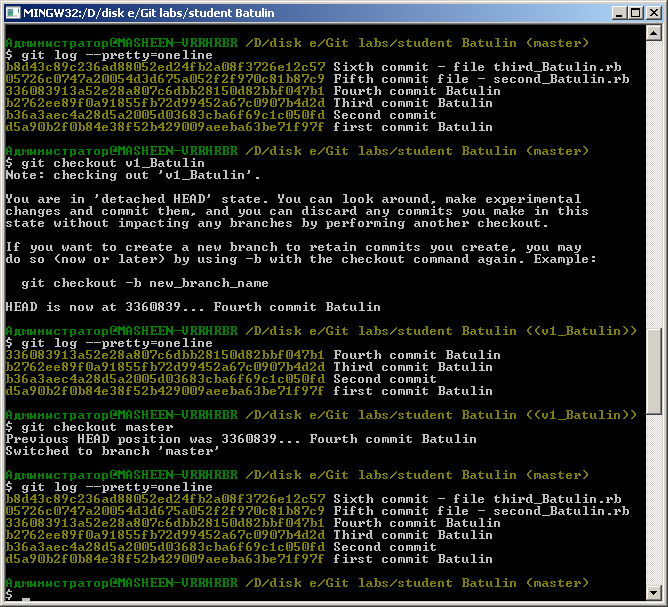 MINGW32:/D/disk e/Git labs/student Batulin
Администратор@MASHEEN-VRRHRBR /D/disk e/Git labs/student Batulin (master)
$ git log --pretty=oneline
b8d43c89c236ad88052ed24fb2a08f3726e12c57 Sixth commit - file third_Batulin.rb
05726c0747a20054d3d675a052f2f970c81b87c9 Fifth commit file - second_Batulin.rb
336083913a52e28a807c6dbb28150d82bbf047b1 Fourth commit Batulin
b2762ee89f0a91855fb72d99452a67c0907b4d2d Third commit Batulin
b36a3aec4a28d5a2005d03683cba6f69c1c050fd Second commit
d5a90b2f0b84e38f52b429009aeeba63be71f97f first commit Batulin
Администратор@MASHEEN-VRRHRBR /D/disk e/Git labs/student Batulin (master)
$ git checkout v1_Batulin
Note: checking out 'v1_Batulin'.
You are in 'detached HEAD' state. You can look around, make experimental
changes and commit them, and you can discard any commits you make in this
state without impacting any branches by performing another checkout.
If you want to create a new branch to retain commits you create, you may
do so (now or later) by using -b with the checkout command again. Example:
git checkout -b new_branch_name
HEAD is now at 3360839... Fourth commit Batulin
Администратор@MASHEEN-VRRHRBR /D/disk e/Git labs/student Batulin ((v1_Batulin))
$ git log --pretty=oneline
336083913a52e28a807c6dbb28150d82bbf047b1 Fourth commit Batulin
b2762ee89f0a91855fb72d99452a67c0907b4d2d Third commit Batulin
b36a3aec4a28d5a2005d03683cba6f69c1c050fd Second commit
d5a90b2f0b84e38f52b429009aeeba63be71f97f first commit Batulin
Администратор@MASHEEN-VRRHRBR /D/disk e/Git labs/student Batulin ((v1_Batulin))
$ git checkout master
Previous HEAD position was 3360839... Fourth commit Batulin
Switched to branch 'master'
Администратор@MASHEEN-VRRHRBR /D/disk e/Git labs/student Batulin (master)
$ git log --pretty=oneline
b8d43c89c236ad88052ed24fb2a08f3726e12c57 Sixth commit - file third_Batulin.rb
05726c0747a20054d3d675a052f2f970c81b87c9 Fifth commit file - second_Batulin.rb
336083913a52e28a807c6dbb28150d82bbf047b1 Fourth commit Batulin
b2762ee89f0a91855fb72d99452a67c0907b4d2d Third commit Batulin
b36a3aec4a28d5a2005d03683cba6f69c1c050fd Second commit
d5a90b2f0b84e38f52b429009aeeba63be71f97f first commit Batulin
Администратор@MASHEEN-VRRHRBR /D/disk e/Git labs/student Batulin (master)
$ _